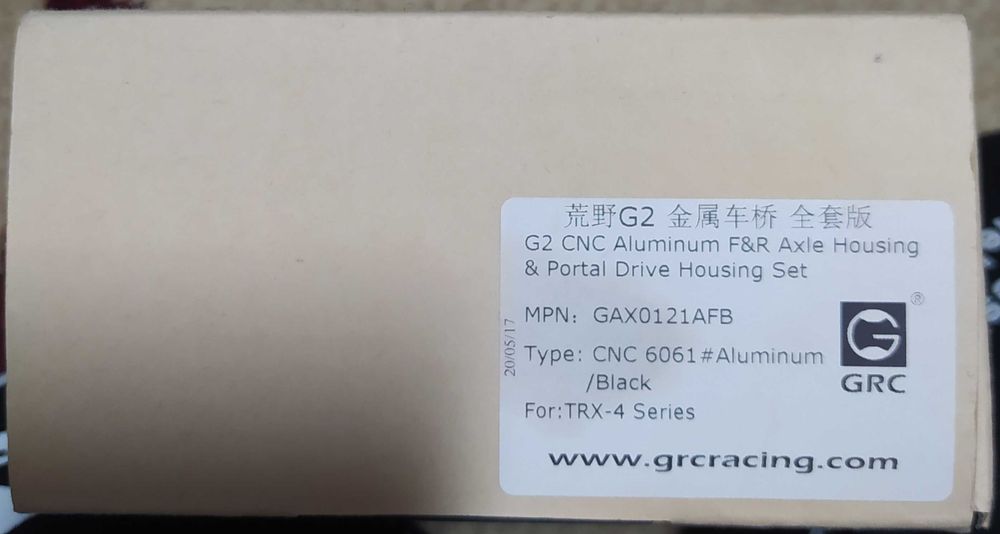 荒野G2 金属车桥 全套版
G2 CNC Aluminum F&R Axle Housing
& Portal Drive Housing Set
MPN: GAX0121AFB
Type: CNC 6061#Aluminum
/Black
For:TRX-4 Series
20/05/17
®
GRC
www.grcracing.com